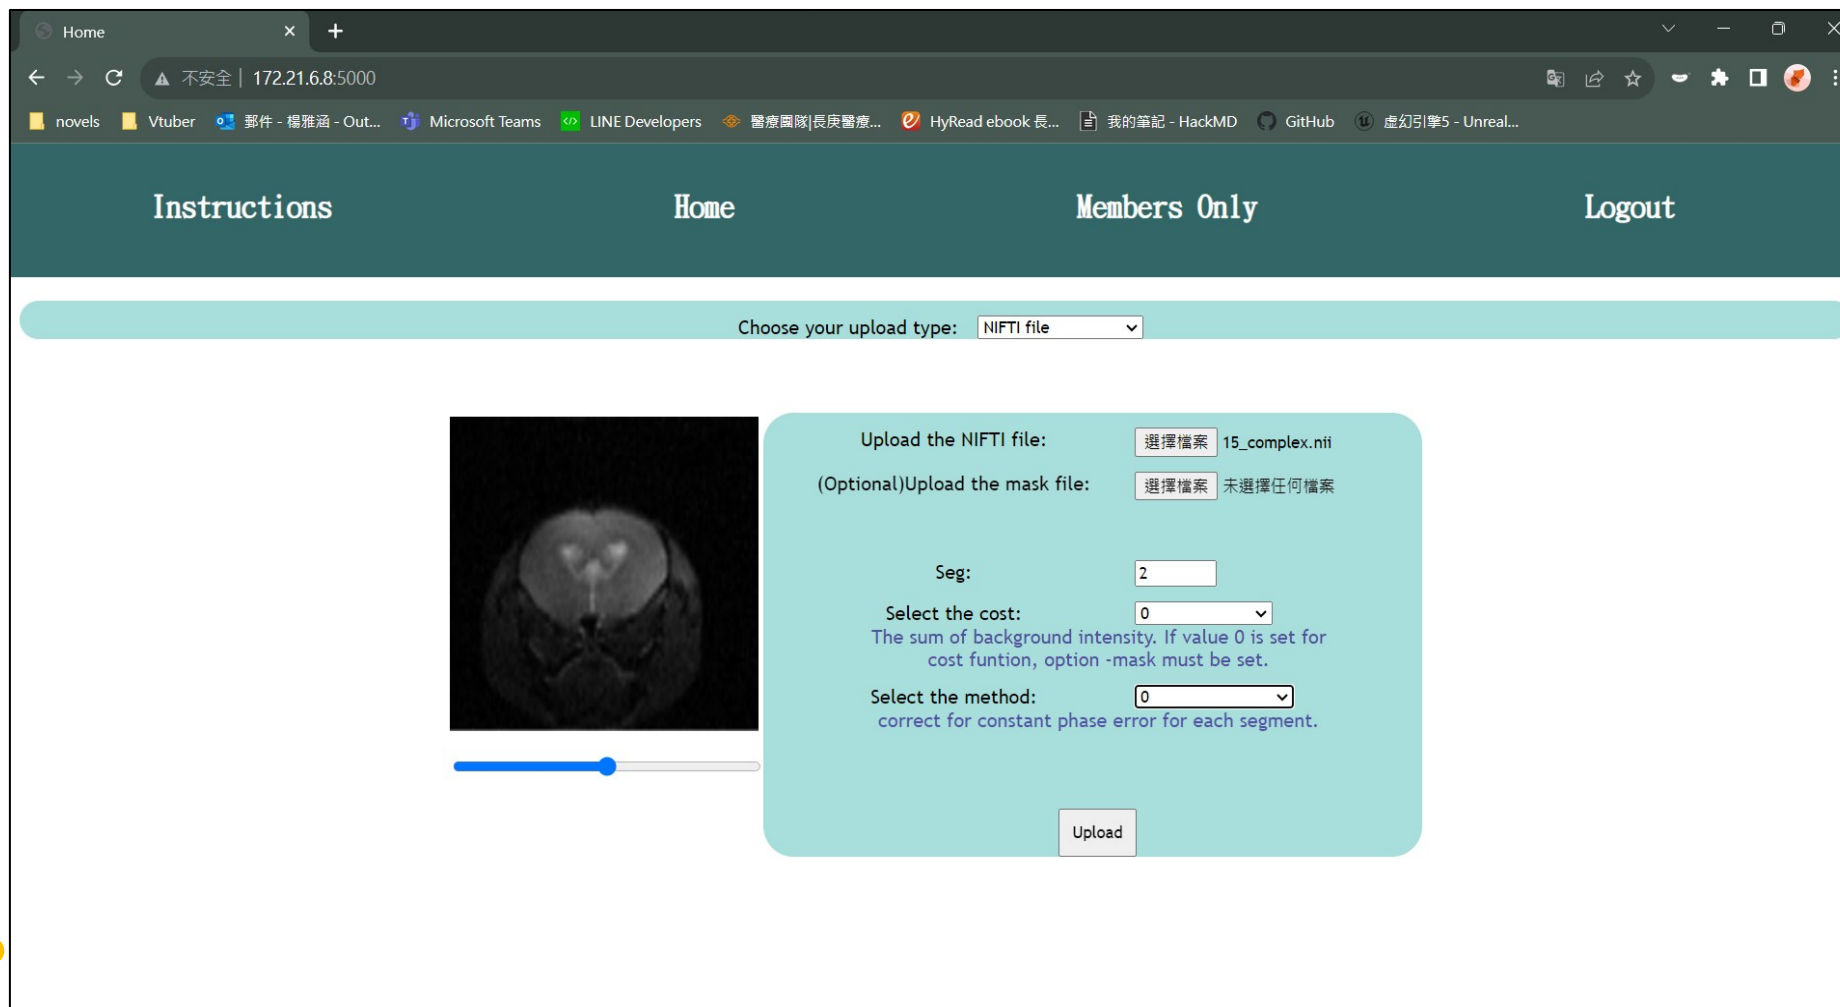 Home
不安全 | 172.21.6.8:5000
novels Vtuber 郵件 - 楊雅涵 - Out... Microsoft Teams LINE Developers 醫療團隊|長庚醫療... HyRead ebook 長... 我的筆記 - HackMD GitHub 虛幻引擎5 - Unreal...
Instructions Home Members Only Logout
Choose your upload type: NIFTI file
Upload the NIFTI file: 選擇檔案 15_complex.nii
(Optional)Upload the mask file: 選擇檔案 未選擇任何檔案
Seg: 2
Select the cost: 0
The sum of background intensity. If value 0 is set for
cost funtion, option -mask must be set.
Select the method: 0
correct for constant phase error for each segment.
Upload